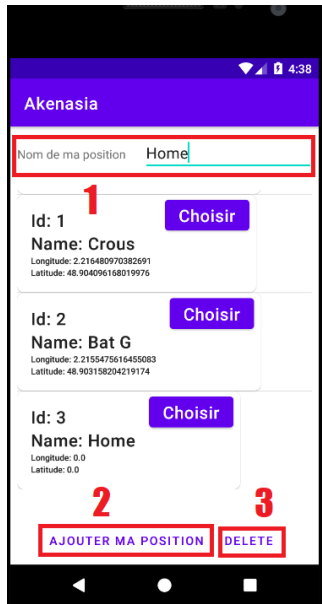 4:38
Akenasia
Nom de ma position Home
1
Id: 1 Choisir
Name: Crous
Longitude: 2.216480970382691
Latitude: 48.904096168019976
Id: 2 Choisir
Name: Bat G
Longitude: 2.2155475616455083
Latitude: 48.903158204219174
Id: 3 Choisir
Name: Home
Longitude: 0.0
Latitude: 0.0
2 3
AJOUTER MA POSITION DELETE